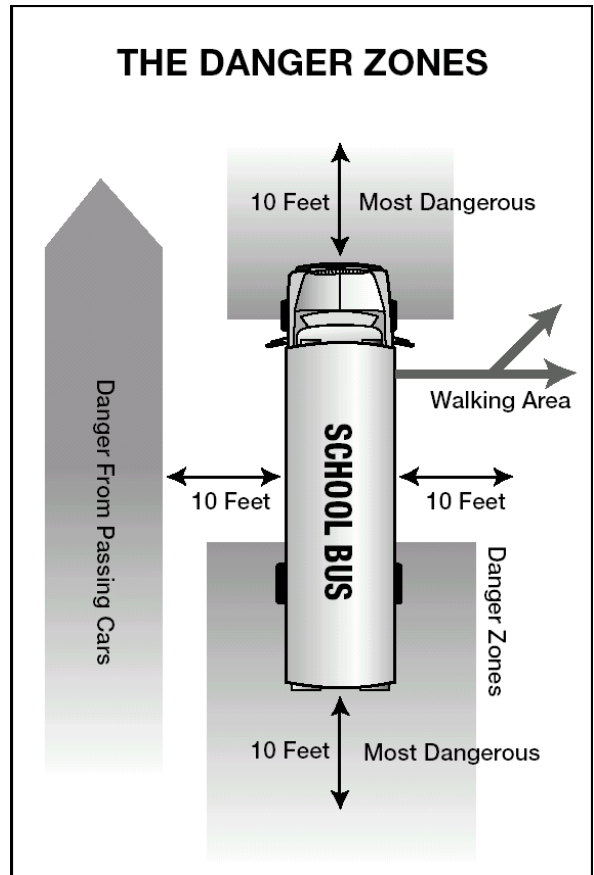 THE DANGER ZONES
10 Feet
Most Dangerous
Walking Area
Danger From Passing Cars
SCHOOL BUS
10 Feet
10 Feet
Danger Zones
10 Feet
Most Dangerous